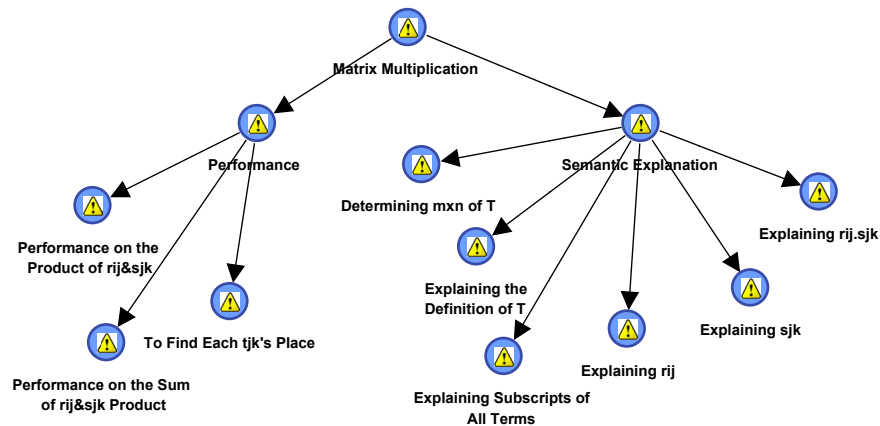 Matrix Multiplication
Performance
Semantic Explanation
Determining mxn of T
Explaining rij.sjk
Performance on the
Product of rij&sjk
Explaining the
Definition of T
Explaining sjk
To Find Each tjk's Place
Explaining rij
Performance on the Sum
of rij&sjk Product
Explaining Subscripts of
All Terms